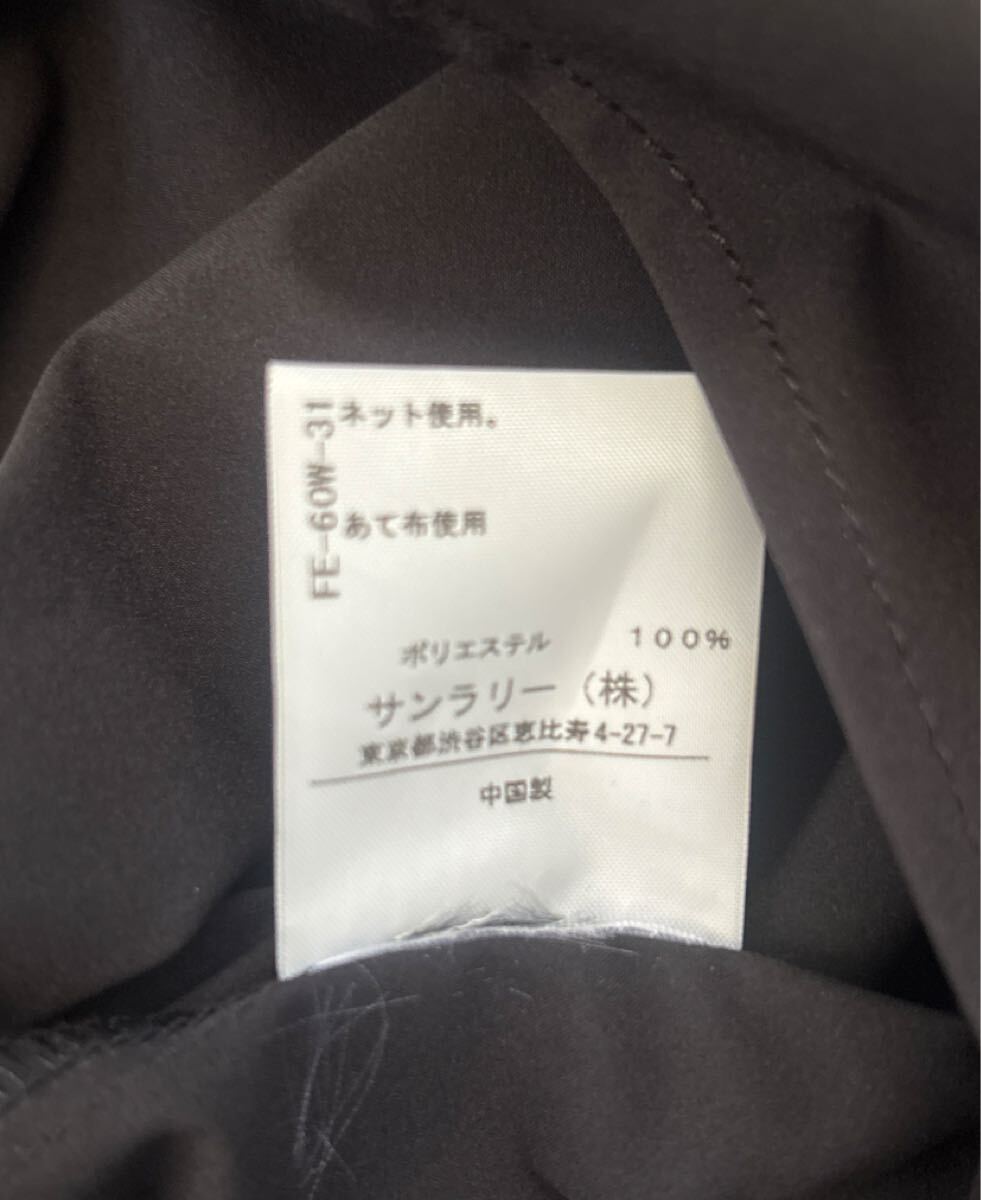 FE-60W-31
ネット使用。
あて布使用
ポリエステル 100%
サンラリー(株)
東京都渋谷区恵比寿4-27-7
中国製